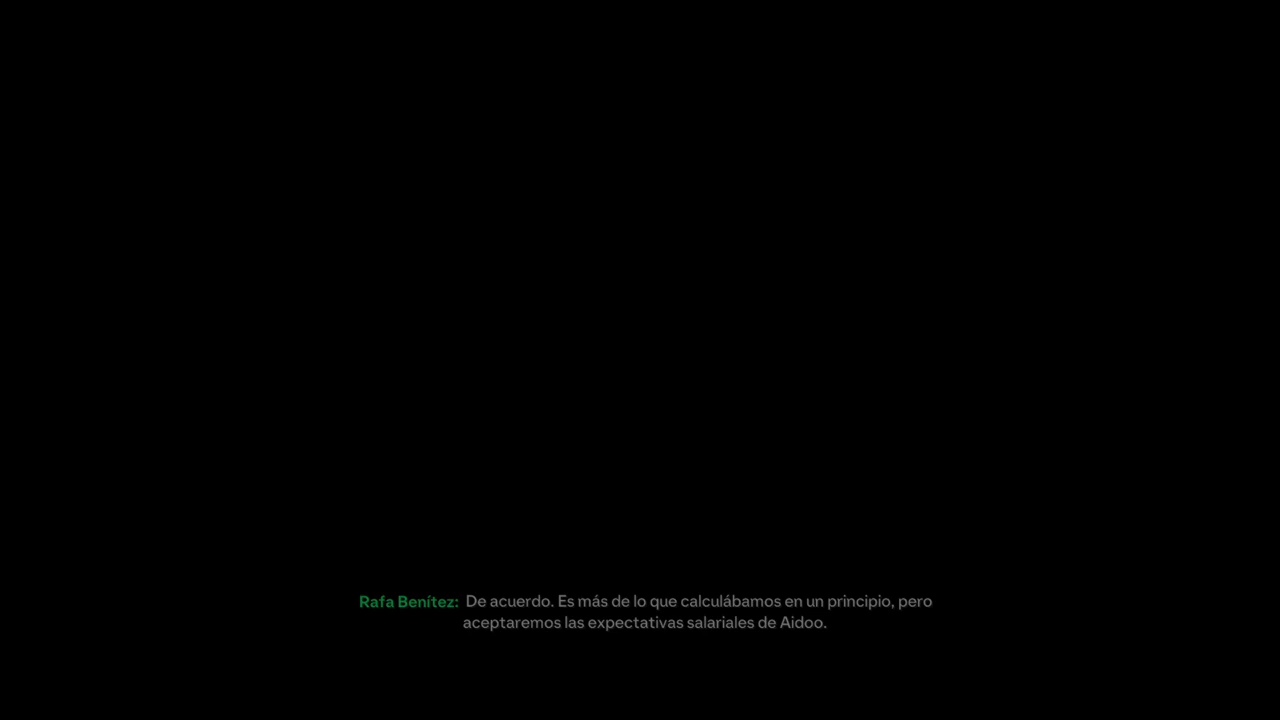 Rafa Benítez: De acuerdo. Es más de lo que calculábamos en un principio, pero
aceptaremos las expectativas salariales de Aidoo.